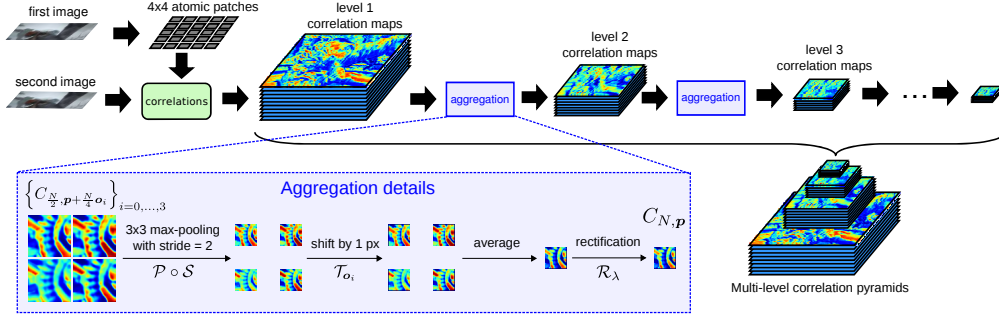 first image
4x4 atomic patches
level 1
correlation maps
level 2
correlation maps
level 3
correlation maps
second image
correlations
aggregation
aggregation
...
Aggregation details
{C_{N/2, p + N/4 o_i}}_{i=0,...,3}
3x3 max-pooling
with stride = 2
𝒫 ∘ 𝒮
shift by 1 px
𝒯_{o_i}
average
rectification
ℛ_λ
C_{N,p}
Multi-level correlation pyramids